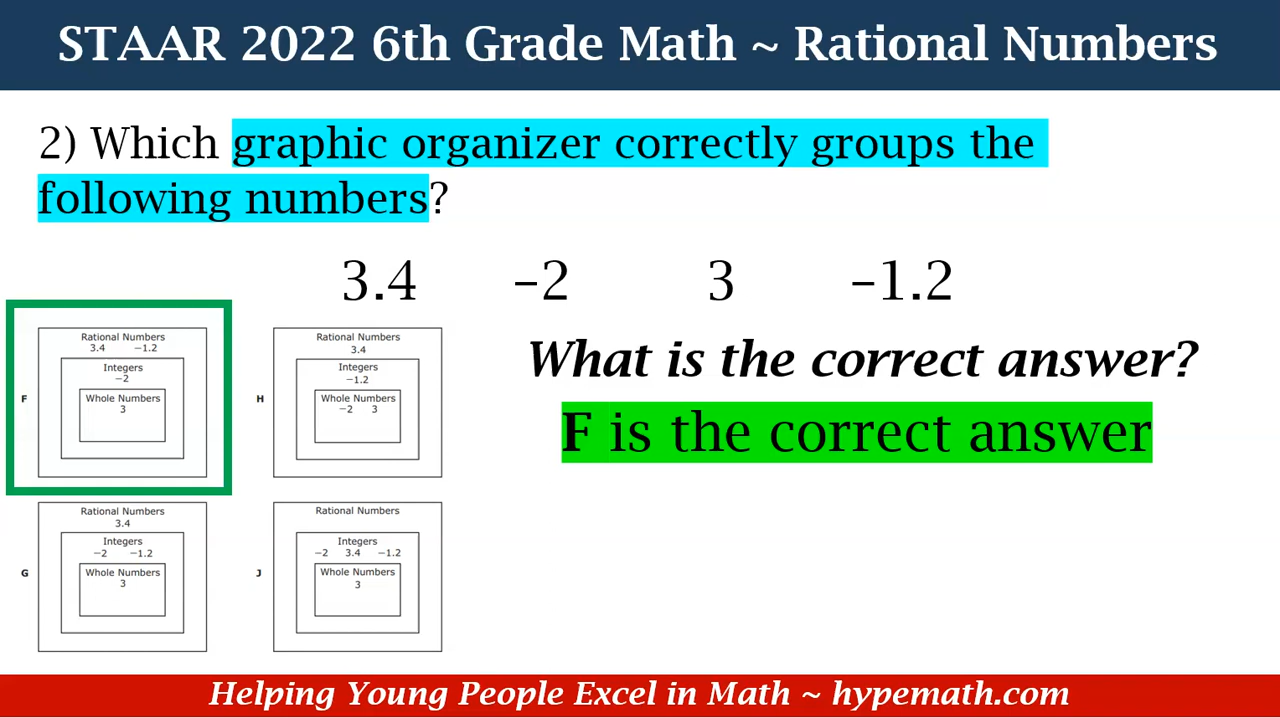 STAAR 2022 6th Grade Math ~ Rational Numbers
2) Which graphic organizer correctly groups the
following numbers?
3.4 –2 3 –1.2
What is the correct answer?
F is the correct answer
F
Rational Numbers
3.4 −1.2
Integers
−2
Whole Numbers
3
H
Rational Numbers
3.4
Integers
−1.2
Whole Numbers
−2 3
G
Rational Numbers
3.4
Integers
−2 −1.2
Whole Numbers
3
J
Rational Numbers
Integers
−2 3.4 −1.2
Whole Numbers
3
Helping Young People Excel in Math ~ hypemath.com